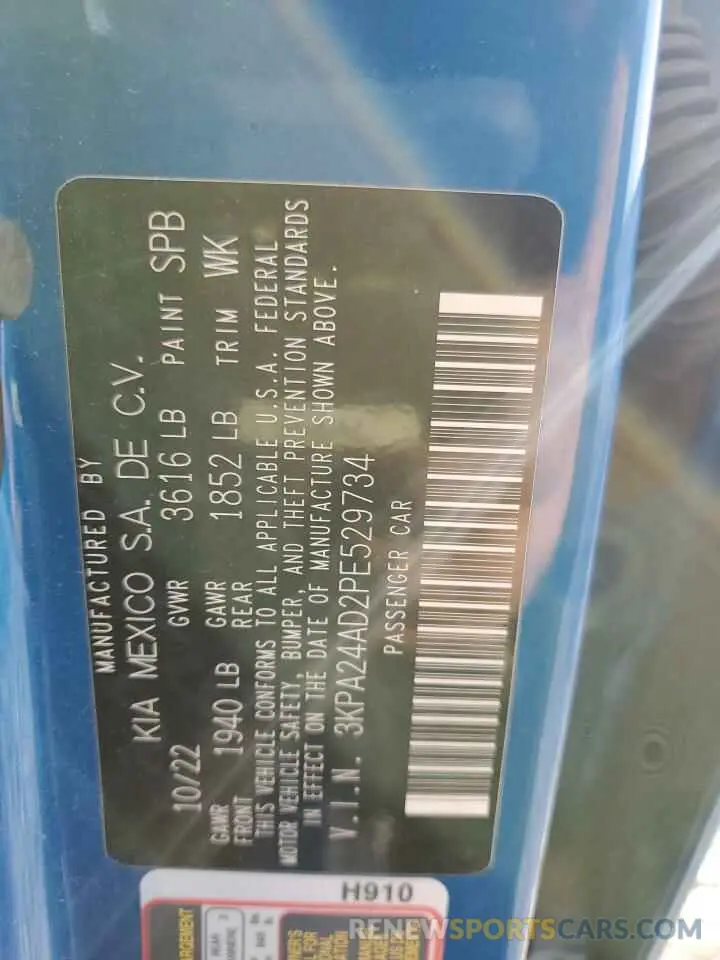 MANUFACTURED BY
KIA MEXICO S.A. DE C.V.
10/22 GVWR 3616 LB PAINT SPB
GAWR FRONT 1940 LB GAWR REAR 1852 LB TRIM WK
THIS VEHICLE CONFORMS TO ALL APPLICABLE U.S.A. FEDERAL
MOTOR VEHICLE SAFETY, BUMPER, AND THEFT PREVENTION STANDARDS
IN EFFECT ON THE DATE OF MANUFACTURE SHOWN ABOVE.
V.I.N. 3KPA24AD2PE529734
PASSENGER CAR
H910
RENEWSPORTSCARS.COM